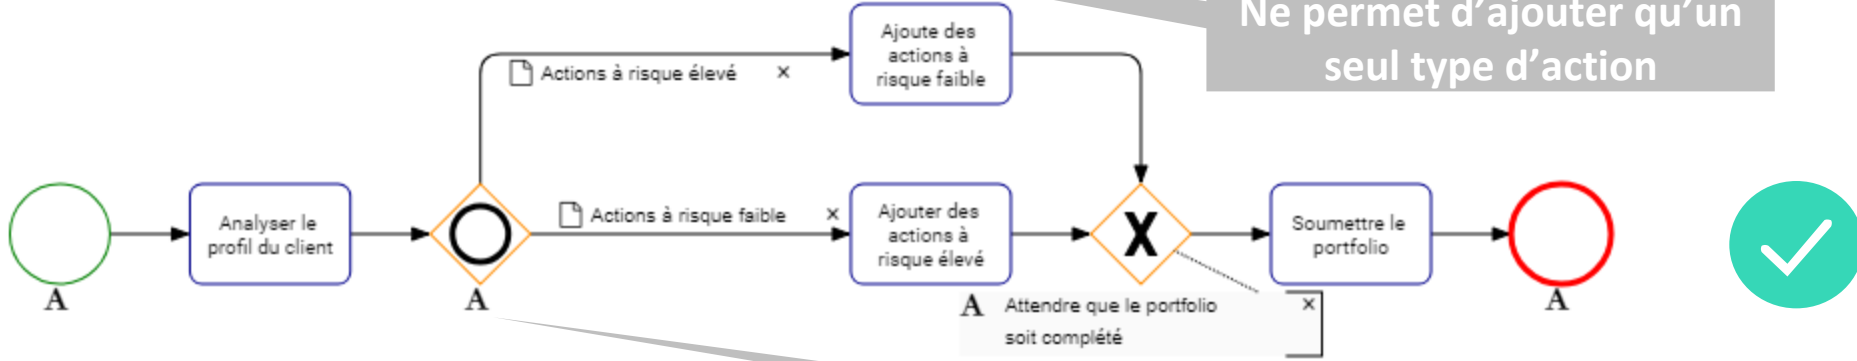 Ne permet d'ajouter qu'un
seul type d'action
Ajoute des
actions à
risque faible
Actions à risque élevé
×
Analyser le
profil du client
Actions à risque faible
×
Ajouter des
actions à
risque élevé
X
Soumettre le
portfolio
A
A
A
Attendre que le portfolio
×
soit complété
A